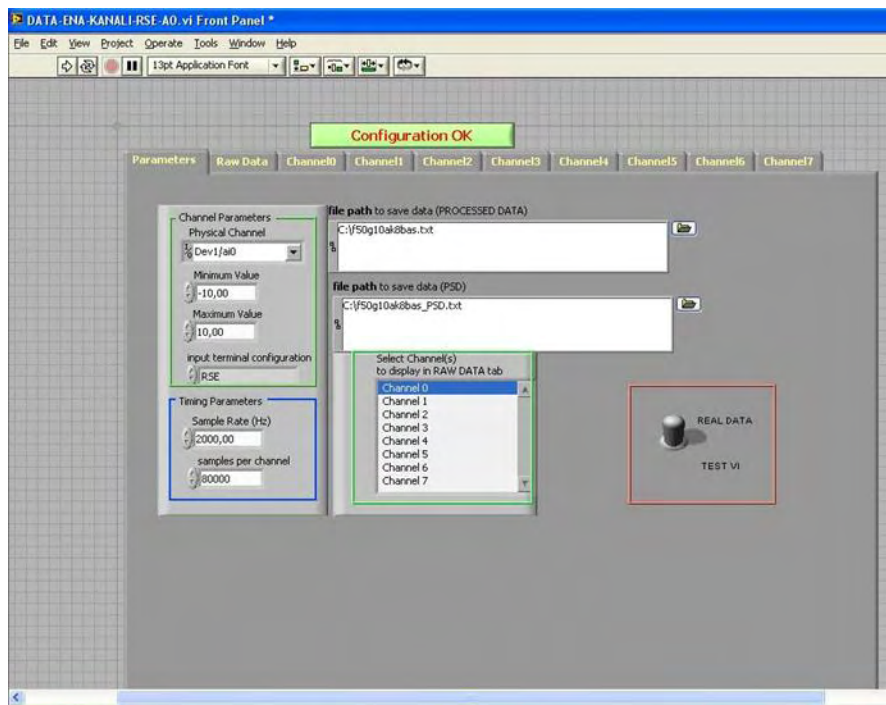 DATA-ENA-KANALI-RSE-A0.vi Front Panel *
File Edit View Project Operate Tools Window Help
13pt Application Font
Configuration OK
Parameters Raw Data Channel0 Channel1 Channel2 Channel3 Channel4 Channel5 Channel6 Channel7
Channel Parameters
Physical Channel
Dev1/ai0
Minimum Value
-10,00
Maximum Value
10,00
input terminal configuration
RSE
Timing Parameters
Sample Rate (Hz)
2000,00
samples per channel
80000
file path to save data (PROCESSED DATA)
C:\f50g10ak8bas.txt
file path to save data (PSD)
C:\f50g10ak8bas_PSD.txt
Select Channel(s)
to display in RAW DATA tab
Channel 0
Channel 1
Channel 2
Channel 3
Channel 4
Channel 5
Channel 6
Channel 7
REAL DATA
TEST VI